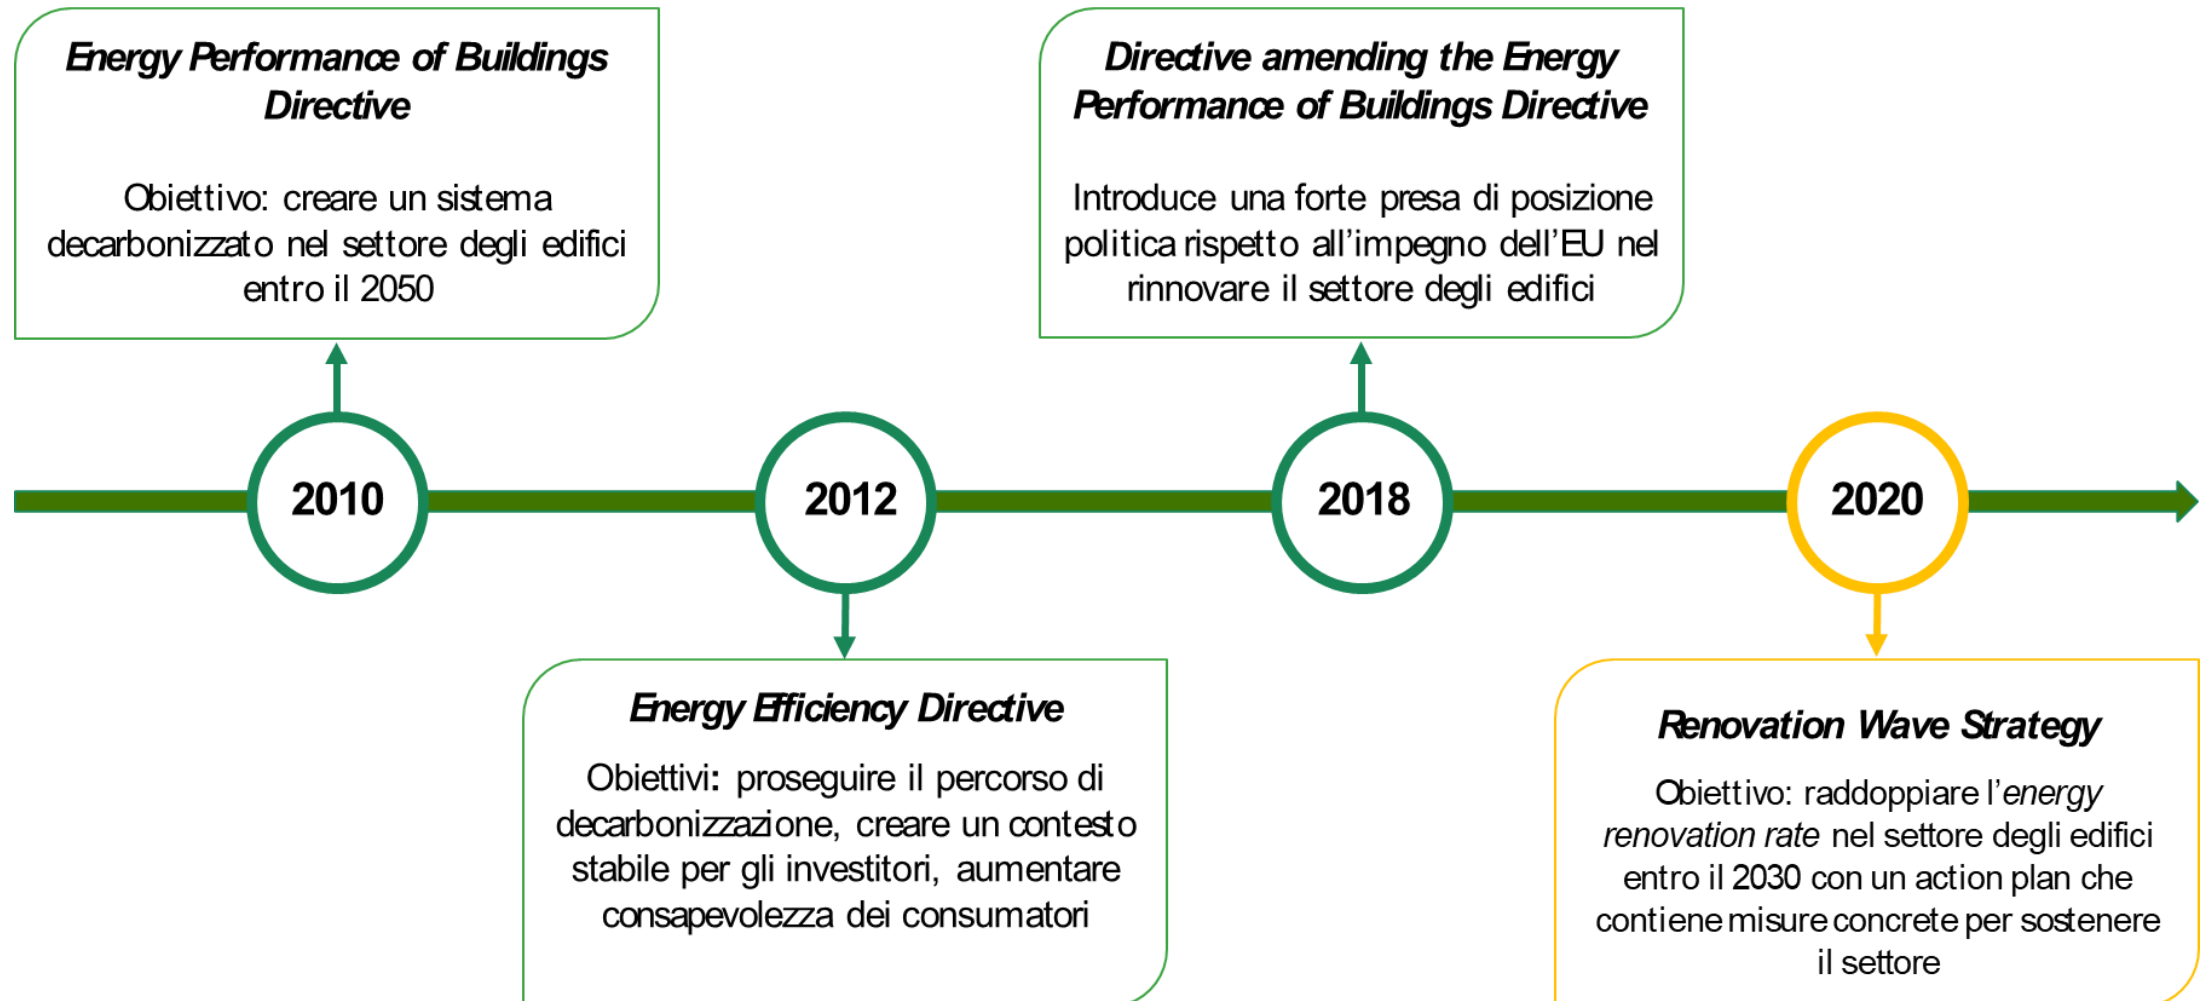 Energy Performance of Buildings
Directive
Obiettivo: creare un sistema
decarbonizzato nel settore degli edifici
entro il 2050
Directive amending the Energy
Performance of Buildings Directive
Introduce una forte presa di posizione
politica rispetto all’impegno dell’EU nel
rinnovare il settore degli edifici
2010
2012
2018
2020
Energy Efficiency Directive
Obiettivi: proseguire il percorso di
decarbonizzazione, creare un contesto
stabile per gli investitori, aumentare
consapevolezza dei consumatori
Renovation Wave Strategy
Obiettivo: raddoppiare l’energy
renovation rate nel settore degli edifici
entro il 2030 con un action plan che
contiene misure concrete per sostenere
il settore